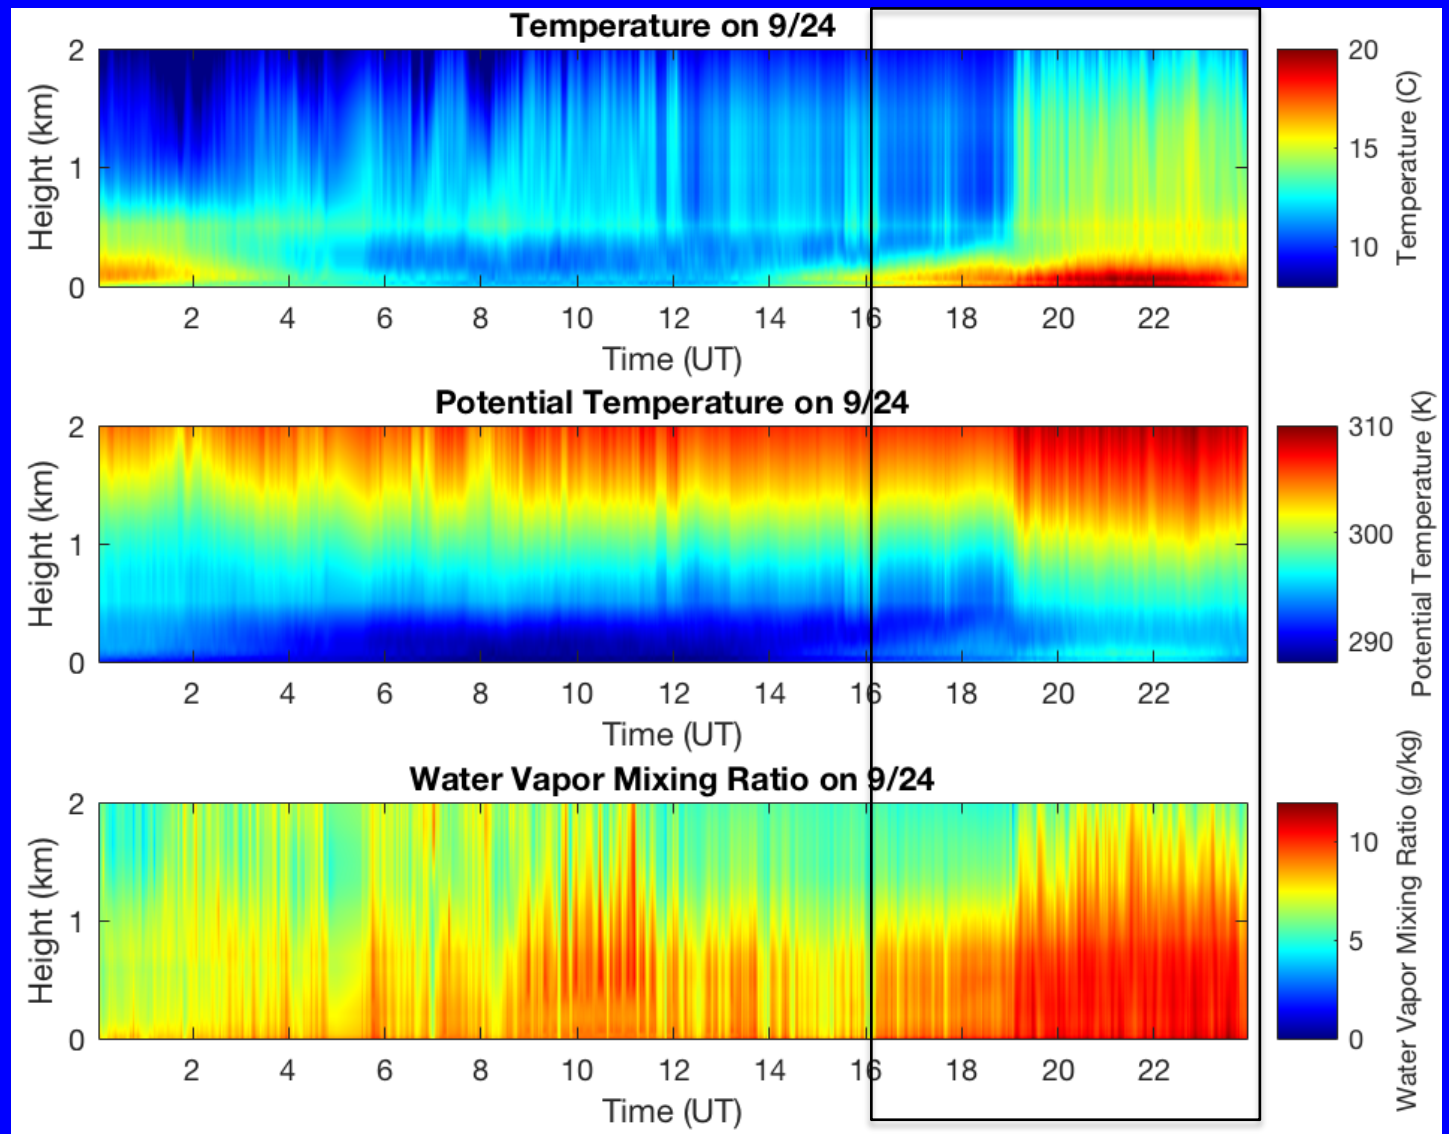 Temperature on 9/24
2
1
0
Height (km)
2 4 6 8 10 12 14 16 18 20 22
Time (UT)
20
15
10
Temperature (C)
Potential Temperature on 9/24
2
1
0
Height (km)
2 4 6 8 10 12 14 16 18 20 22
Time (UT)
310
300
290
Potential Temperature (K)
Water Vapor Mixing Ratio on 9/24
2
1
0
Height (km)
2 4 6 8 10 12 14 16 18 20 22
Time (UT)
10
5
0
Water Vapor Mixing Ratio (g/kg)